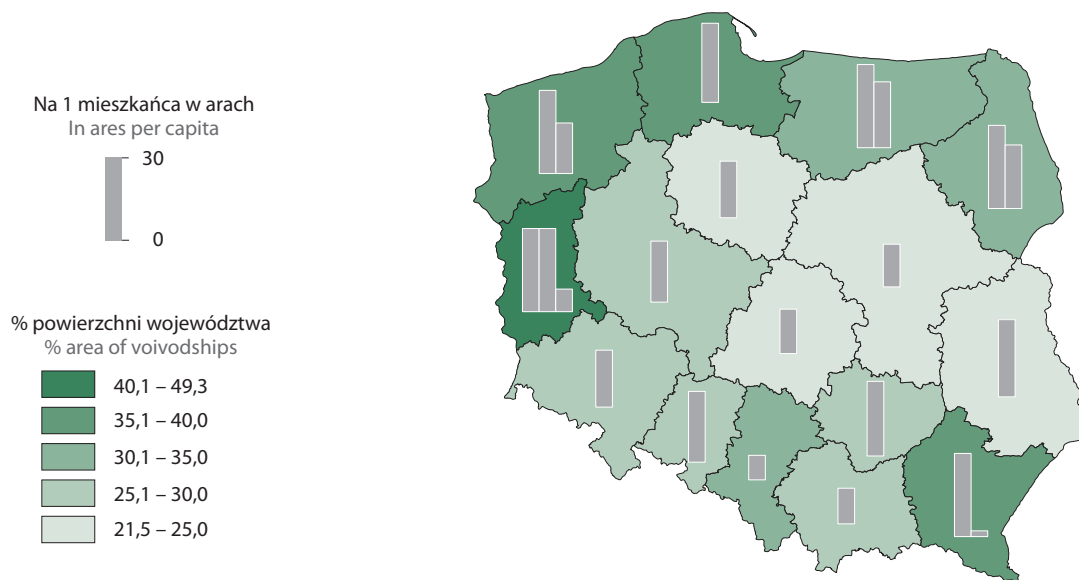 Na 1 mieszkańca w arach
In ares per capita
30
0
% powierzchni województwa
% area of voivodships
40,1 – 49,3
35,1 – 40,0
30,1 – 35,0
25,1 – 30,0
21,5 – 25,0